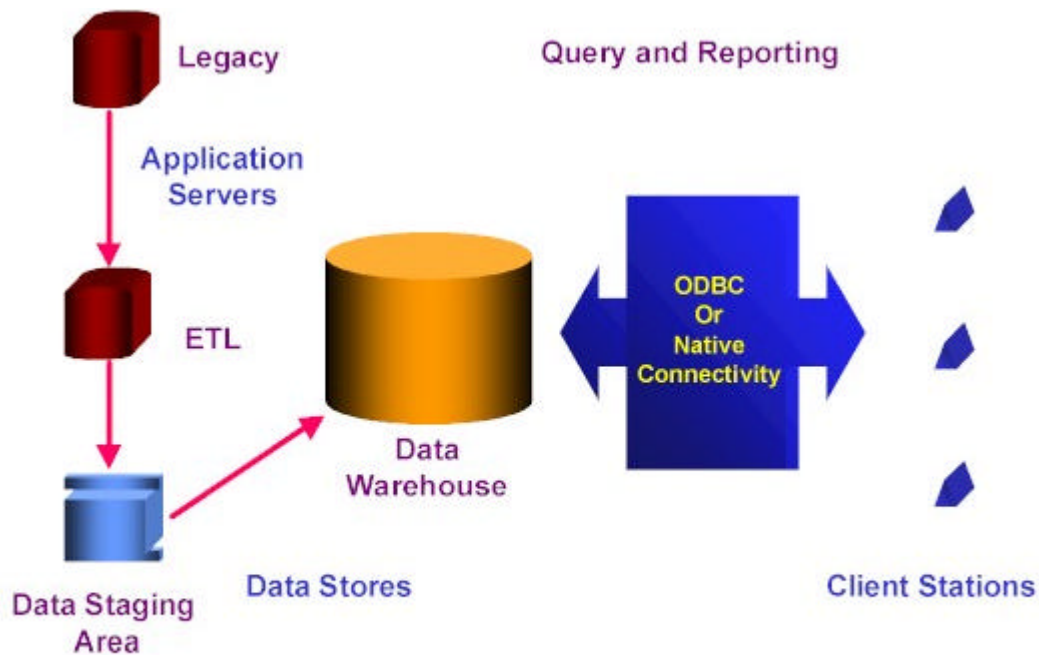 Legacy
Query and Reporting
Application
Servers
ETL
ODBC
Or
Native
Connectivity
Data
Warehouse
Data Staging
Area
Data Stores
Client Stations